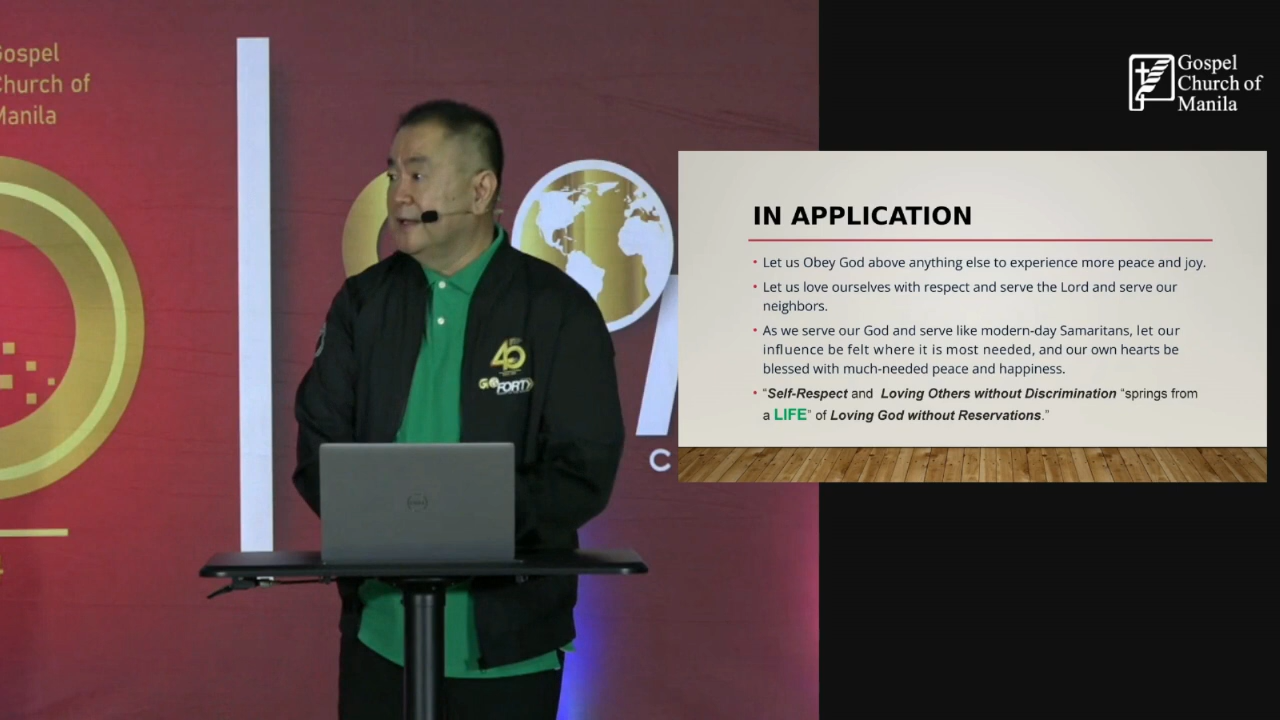 Gospel
Church of
Manila
40
FORTY
C
Gospel
Church of
Manila
IN APPLICATION
• Let us Obey God above anything else to experience more peace and joy.
• Let us love ourselves with respect and serve the Lord and serve our
neighbors.
• As we serve our God and serve like modern-day Samaritans, let our
influence be felt where it is most needed, and our own hearts be
blessed with much-needed peace and happiness.
• “Self-Respect and Loving Others without Discrimination “springs from
a LIFE” of Loving God without Reservations.”